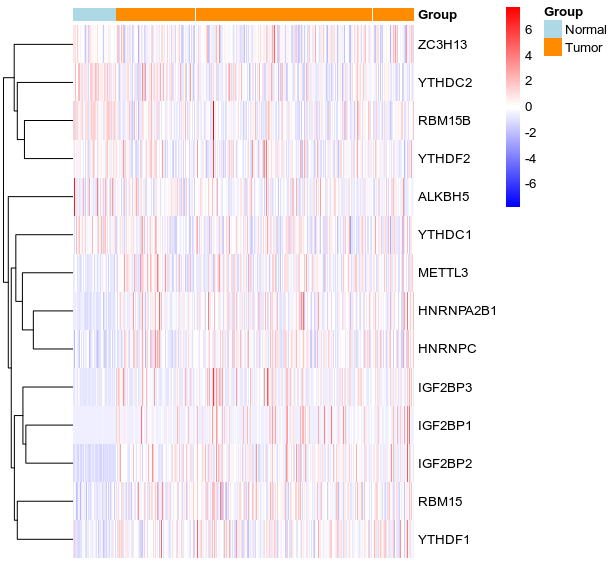 Group
ZC3H13
YTHDC2
RBM15B
YTHDF2
ALKBH5
YTHDC1
METTL3
HNRNPA2B1
HNRNPC
IGF2BP3
IGF2BP1
IGF2BP2
RBM15
YTHDF1
6
4
2
0
-2
-4
-6
Group
Normal
Tumor